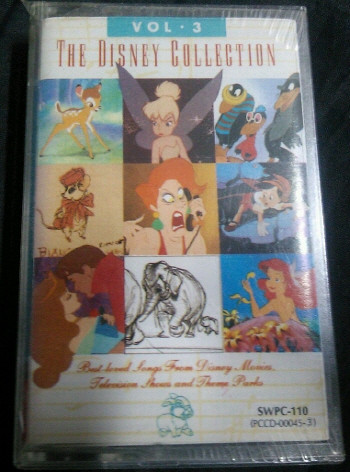 VOL · 3
THE DISNEY COLLECTION
Best-loved Songs From Disney Movies,
Television Shows and Theme Parks
SWPC-110
(PCCD-00045-3)